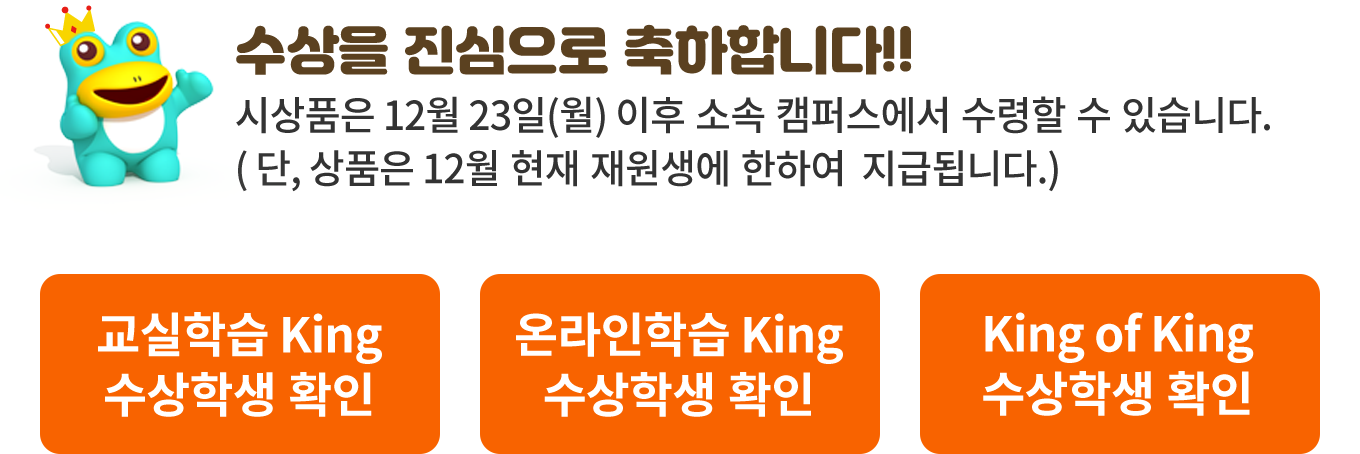 수상을 진심으로 축하합니다!!
시상품은 12월 23일(월) 이후 소속 캠퍼스에서 수령할 수 있습니다.
( 단, 상품은 12월 현재 재원생에 한하여 지급됩니다.)
교실학습 King
수상학생 확인
온라인학습 King
수상학생 확인
King of King
수상학생 확인